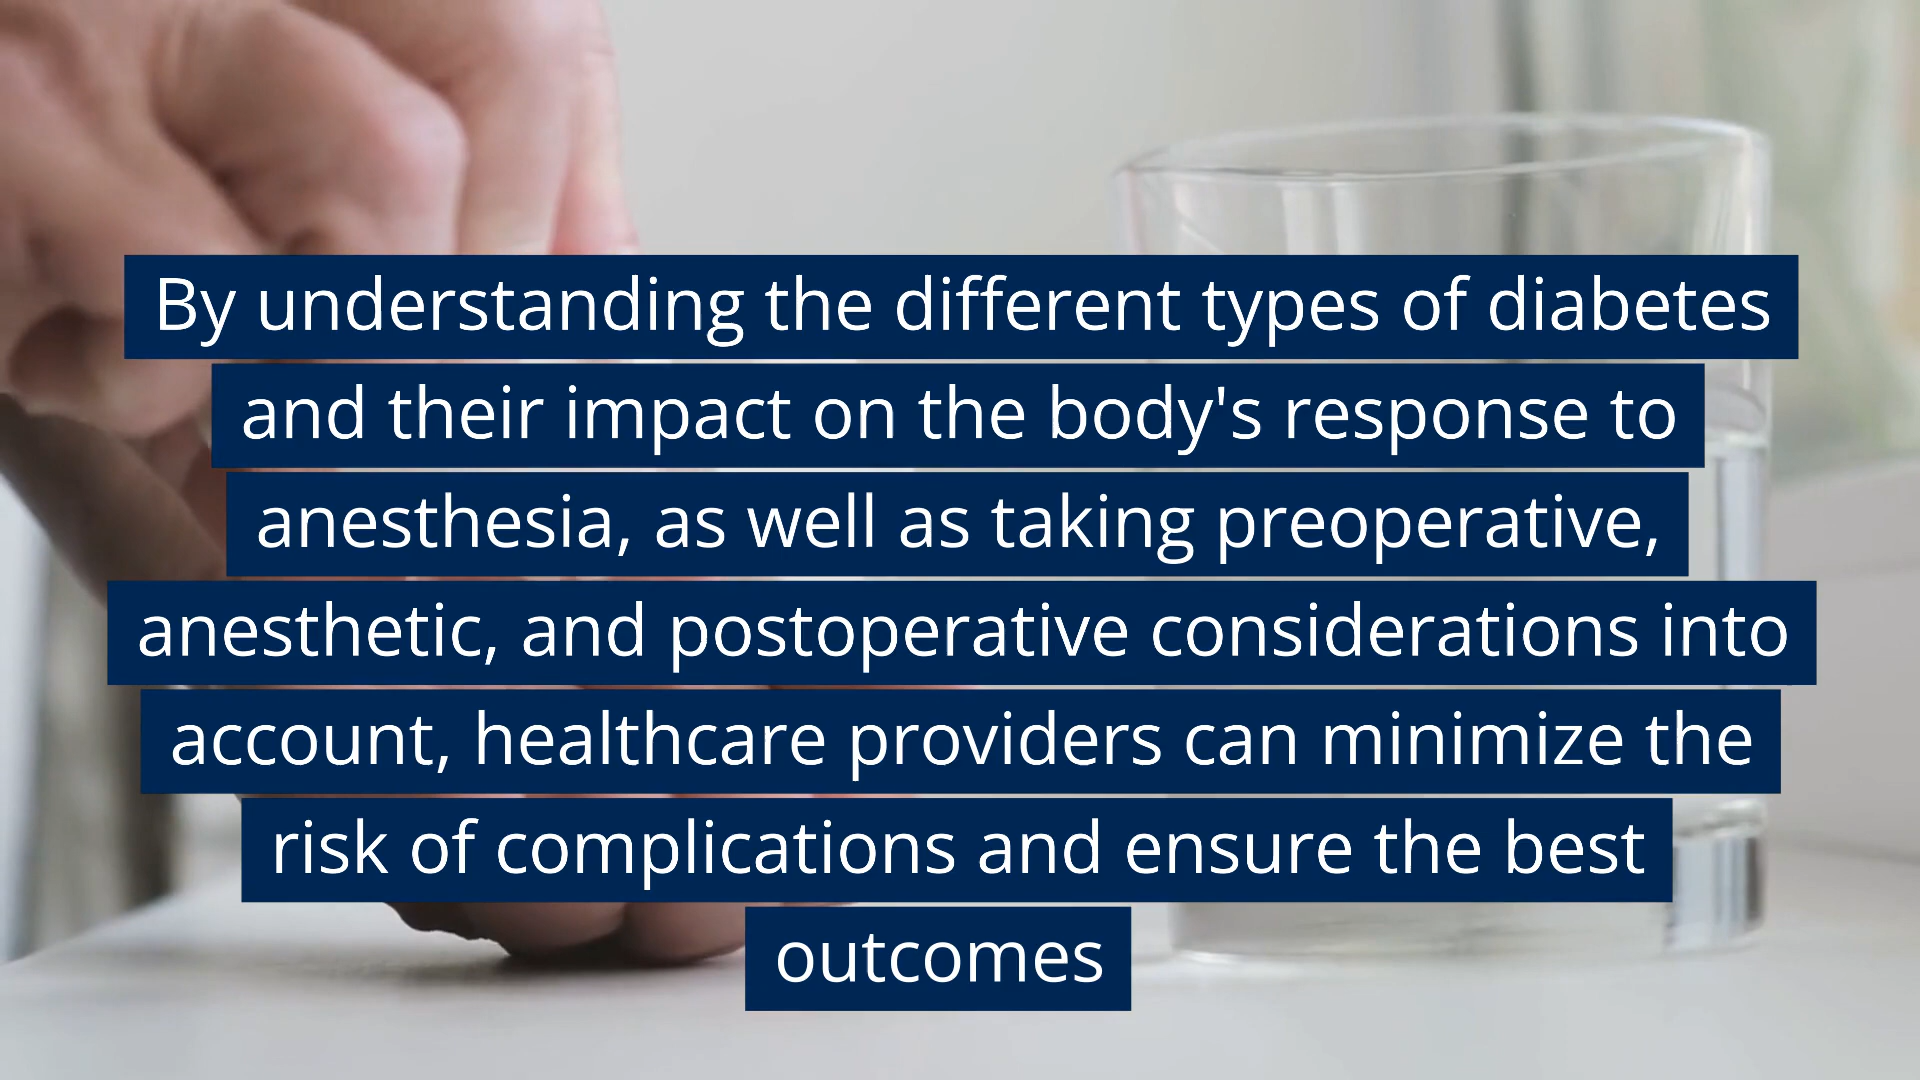 By understanding the different types of diabetes
and their impact on the body's response to
anesthesia, as well as taking preoperative,
anesthetic, and postoperative considerations into
account, healthcare providers can minimize the
risk of complications and ensure the best
outcomes